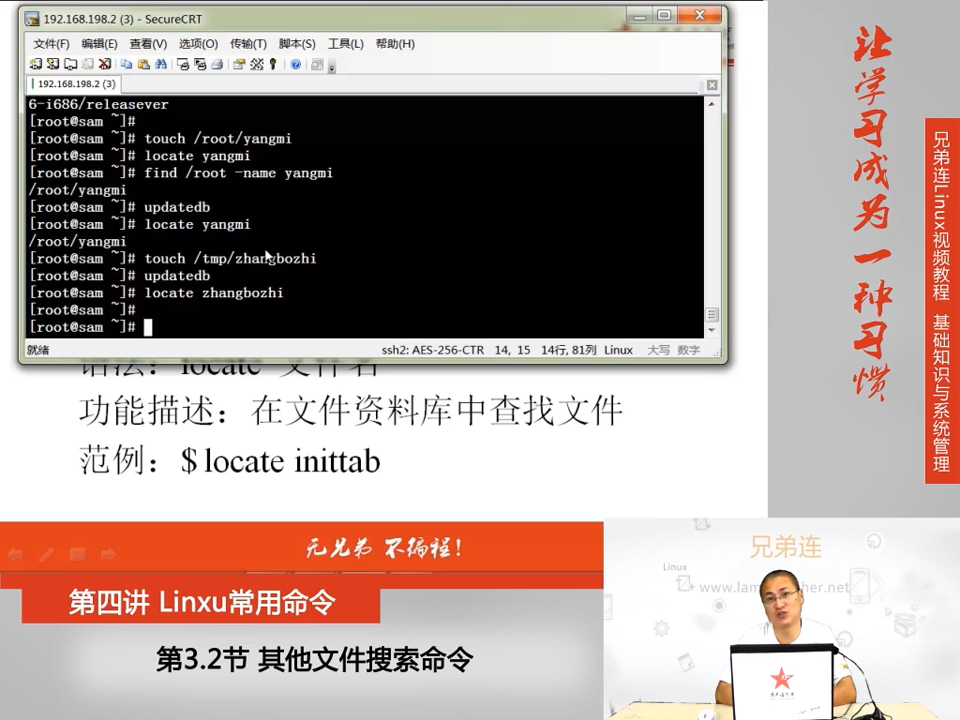 192.168.198.2 (3) - SecureCRT
文件(F) 编辑(E) 查看(V) 选项(O) 传输(T) 脚本(S) 工具(L) 帮助(H)
192.168.198.2 (3)
6-i686/releasever
[root@sam ~]#
[root@sam ~]# touch /root/yangmi
[root@sam ~]# locate yangmi
[root@sam ~]# find /root -name yangmi
/root/yangmi
[root@sam ~]# updatedb
[root@sam ~]# locate yangmi
/root/yangmi
[root@sam ~]# touch /tmp/zhangbozhi
[root@sam ~]# updatedb
[root@sam ~]# locate zhangbozhi
[root@sam ~]#
[root@sam ~]#
就绪 ssh2: AES-256-CTR 14, 15 14行, 81列 Linux 大写 数字
语法：locate 文件名
功能描述：在文件资料库中查找文件
范例：$ locate inittab
让学习成为一种习惯
兄弟连Linux视频教程 基础知识与系统管理
无兄弟 不编程！
第四讲 Linxu常用命令
第3.2节 其他文件搜索命令
兄弟连
Linux